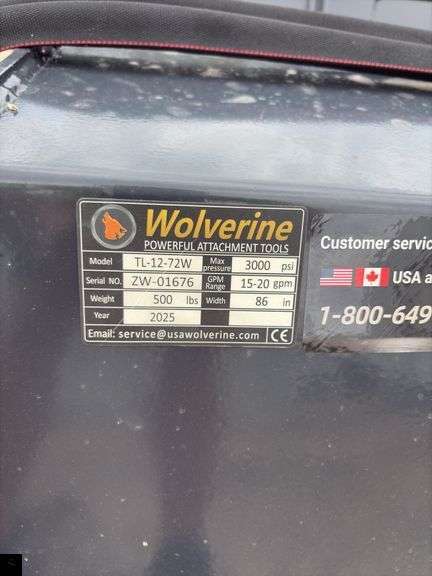 Wolverine
POWERFUL ATTACHMENT TOOLS
Model TL-12-72W Max pressure 3000 psi
Serial NO. ZW-01676 GPM Range 15-20 gpm
Weight 500 lbs Width 86 in
Year 2025
Email: service@usawolverine.com CE
Customer servic
USA a
1-800-649